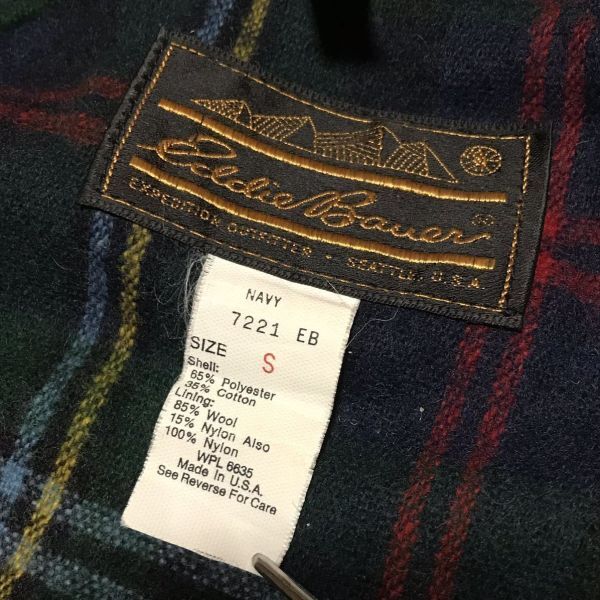 Eddie Bauer
EXPEDITION OUTFITTER • SEATTLE U.S.A.
NAVY
7221 EB
SIZE S
Shell:
65% Polyester
35% Cotton
Lining:
85% Wool
15% Nylon Also
100% Nylon
WPL 6635
Made In U.S.A.
See Reverse For Care